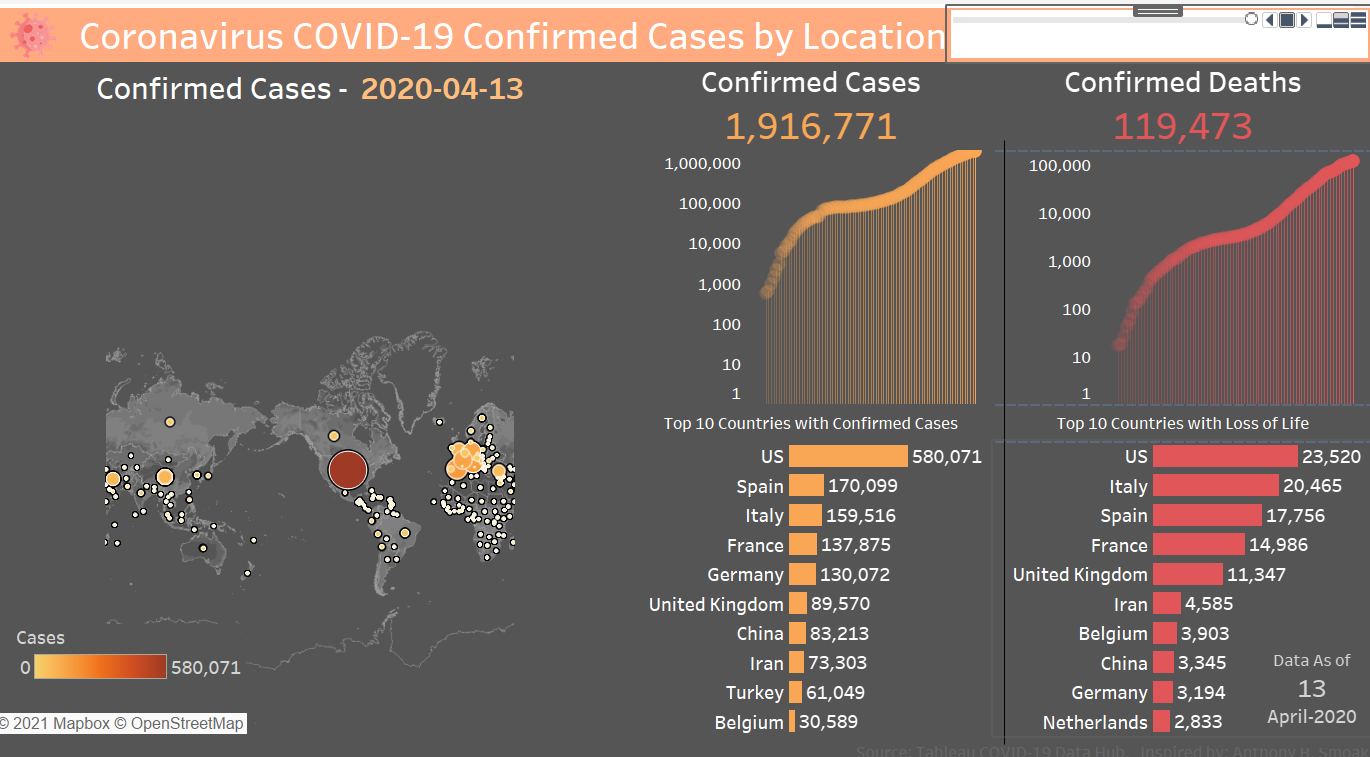 Coronavirus COVID-19 Confirmed Cases by Location
Confirmed Cases - 2020-04-13
Confirmed Cases
1,916,771
1,000,000
100,000
10,000
1,000
100
10
1
Top 10 Countries with Confirmed Cases
US 580,071
Spain 170,099
Italy 159,516
France 137,875
Germany 130,072
United Kingdom 89,570
China 83,213
Iran 73,303
Turkey 61,049
Belgium 30,589
Confirmed Deaths
119,473
100,000
10,000
1,000
100
10
1
Top 10 Countries with Loss of Life
US 23,520
Italy 20,465
Spain 17,756
France 14,986
United Kingdom 11,347
Iran 4,585
Belgium 3,903
China 3,345
Germany 3,194
Netherlands 2,833
Data As of
13
April-2020
Cases
0 580,071
© 2021 Mapbox © OpenStreetMap
Source: Tableau COVID-19 Data Hub. Inspired by: Anthony B. Smoak